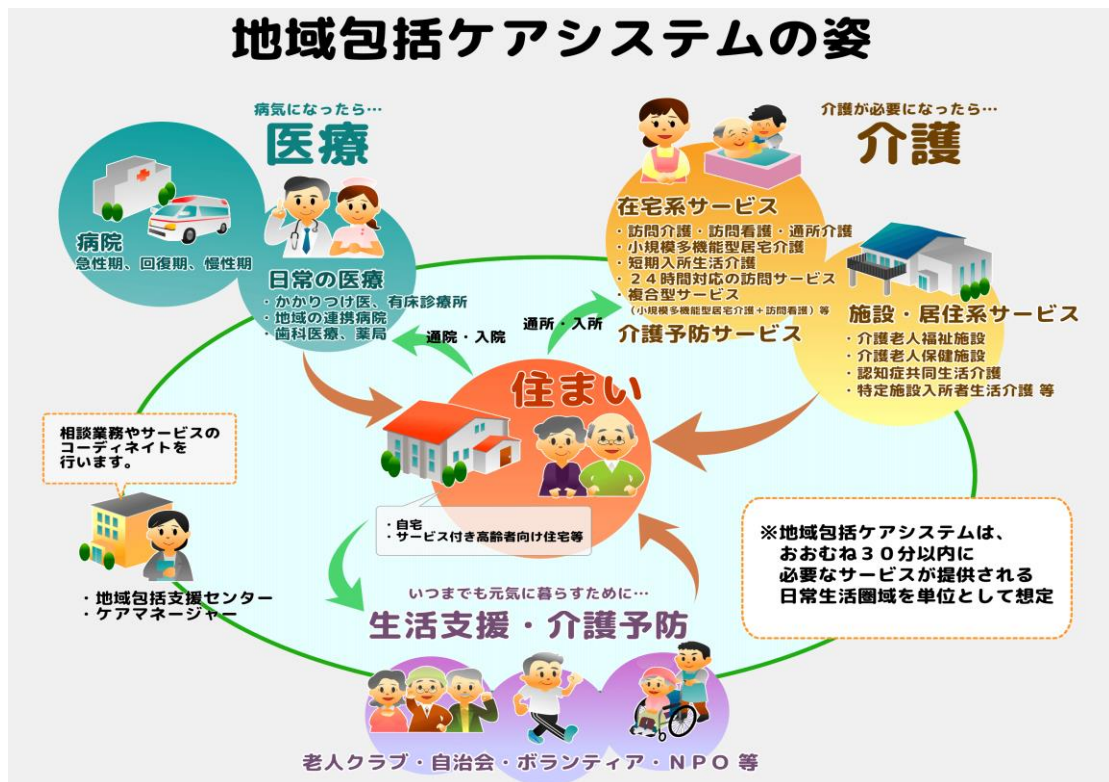 地域包括ケアシステムの姿
病気になったら…
医療
病院
急性期、回復期、慢性期
日常の医療
・かかりつけ医、有床診療所
・地域の連携病院
・歯科医療、薬局
通院・入院
介護が必要になったら…
介護
在宅系サービス
・訪問介護・訪問看護・通所介護
・小規模多機能型居宅介護
・短期入所生活介護
・２４時間対応の訪問サービス
・複合型サービス
（小規模多機能型居宅介護＋訪問看護）等
介護予防サービス
通所・入所
施設・居住系サービス
・介護老人福祉施設
・介護老人保健施設
・認知症共同生活介護
・特定施設入所者生活介護 等
住まい
・自宅
・サービス付き高齢者向け住宅等
相談業務やサービスの
コーディネイトを
行います。
・地域包括支援センター
・ケアマネージャー
※地域包括ケアシステムは、
おおむね３０分以内に
必要なサービスが提供される
日常生活圏域を単位として想定
いつまでも元気に暮らすために…
生活支援・介護予防
老人クラブ・自治会・ボランティア・ＮＰＯ 等